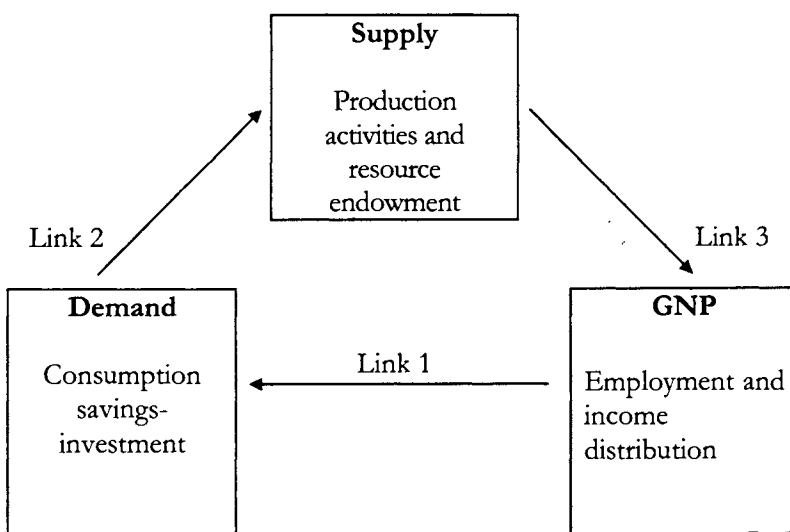 Supply
Production
activities and
resource
endowment
Link 2
Link 3
Demand
Consumption
savings-
investment
Link 1
GNP
Employment and
income
distribution